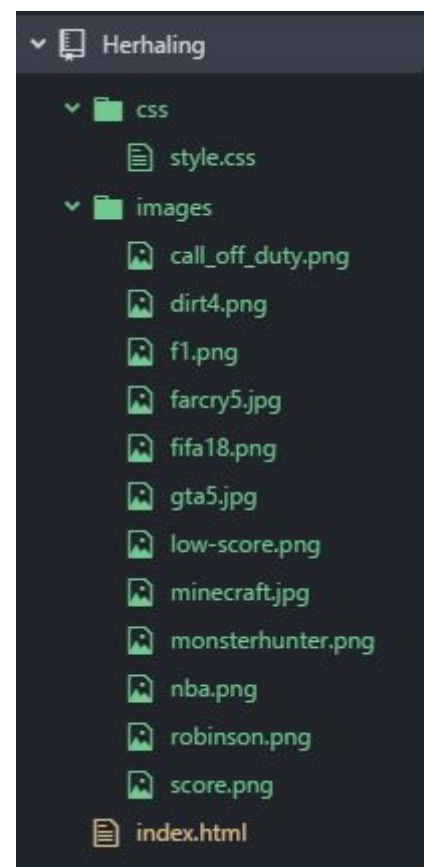 Herhaling
css
style.css
images
call_off_duty.png
dirt4.png
f1.png
farcry5.jpg
fifa18.png
gta5.jpg
low-score.png
minecraft.jpg
monsterhunter.png
nba.png
robinson.png
score.png
index.html